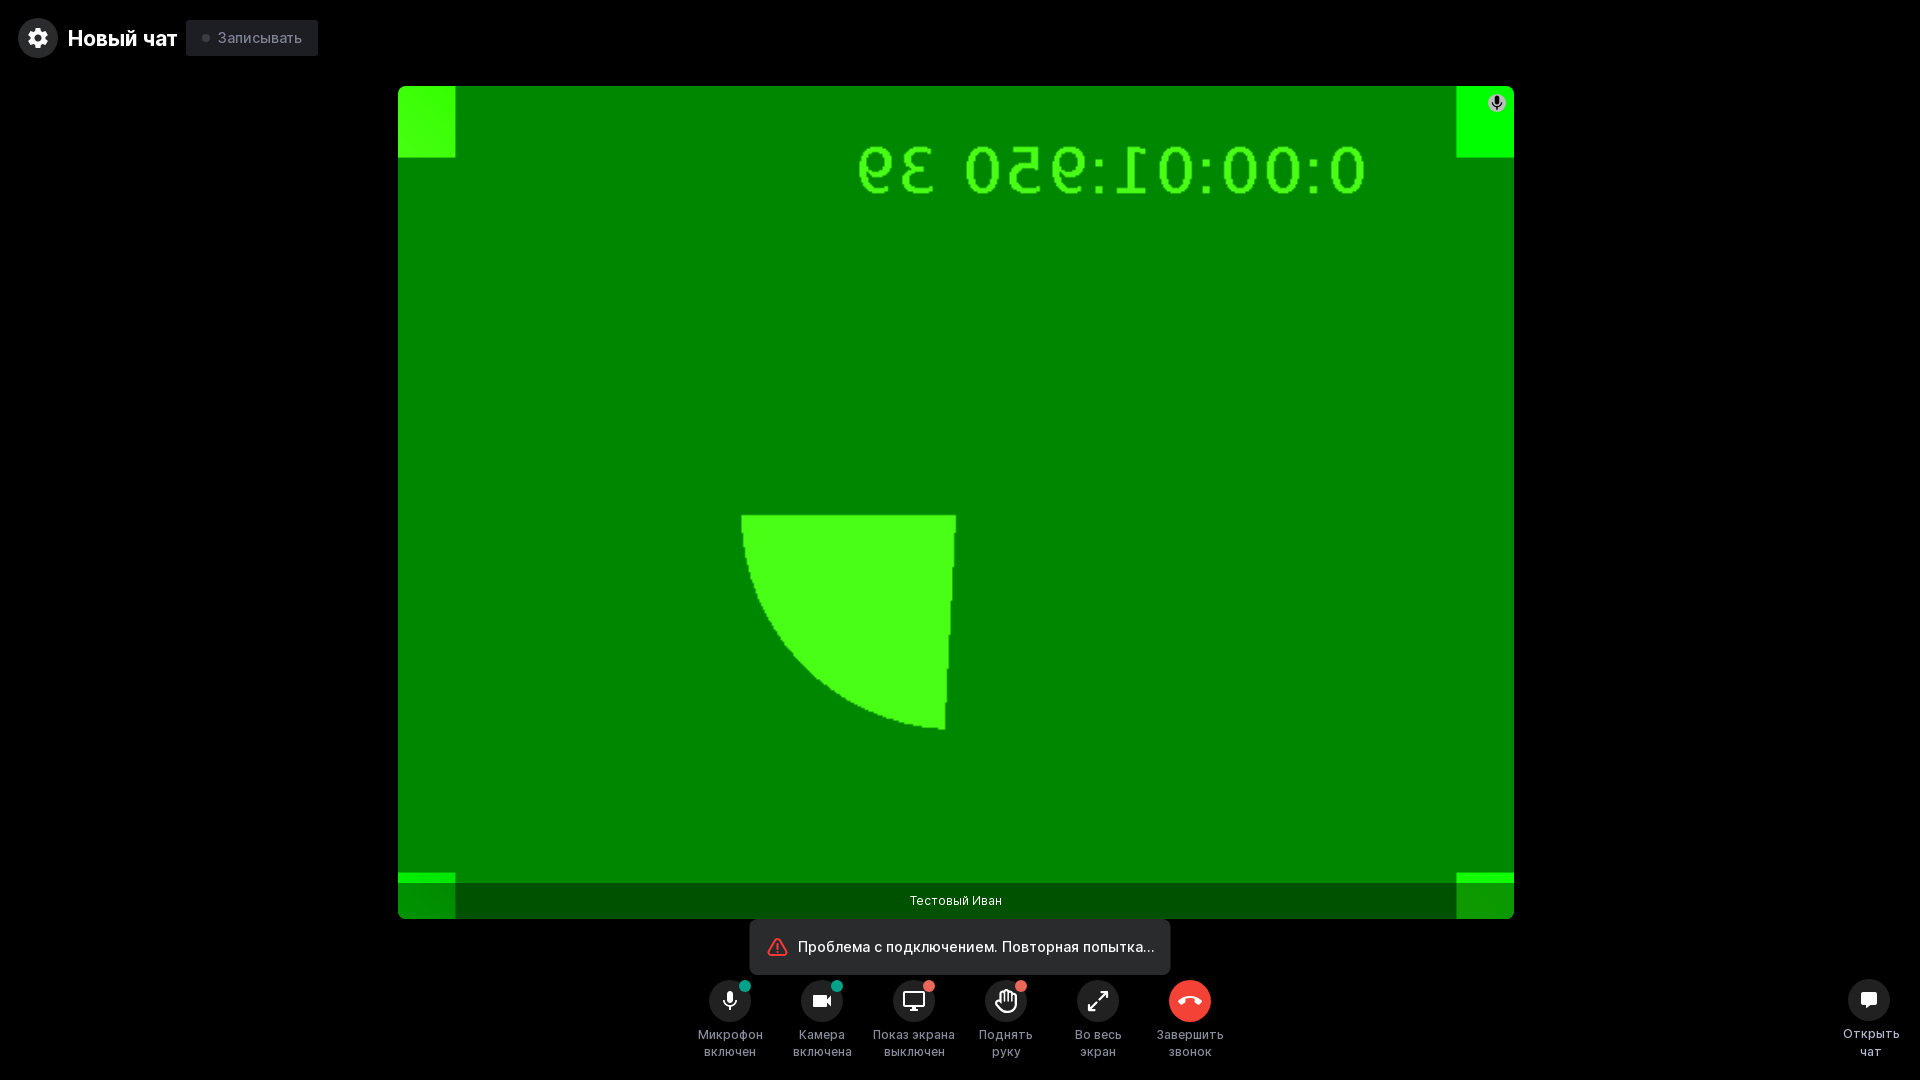 Новый чат
Записывать
0:00:01:950 39
Тестовый Иван
Проблема с подключением. Повторная попытка...
Микрофон включен
Камера включена
Показ экрана выключен
Поднять руку
Во весь экран
Завершить звонок
Открыть чат